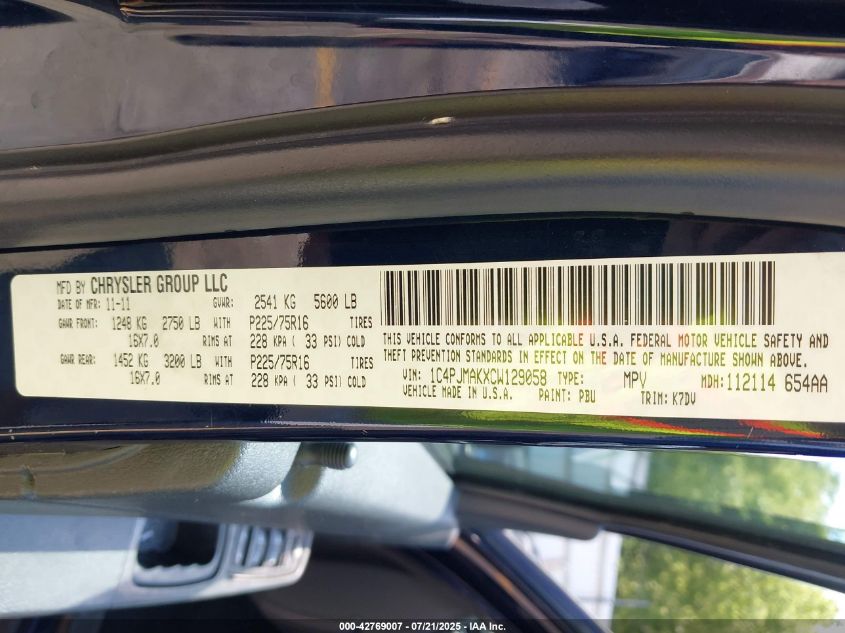 MFD BY CHRYSLER GROUP LLC
DATE OF MFR: 11-11 GVWR: 2541 KG 5600 LB
GAWR FRONT: 1248 KG 2750 LB WITH P225/75R16 TIRES
16X7.0 RIMS AT 228 KPA ( 33 PSI) COLD
GAWR REAR: 1452 KG 3200 LB WITH P225/75R16 TIRES
16X7.0 RIMS AT 228 KPA ( 33 PSI) COLD
THIS VEHICLE CONFORMS TO ALL APPLICABLE U.S.A. FEDERAL MOTOR VEHICLE SAFETY AND
THEFT PREVENTION STANDARDS IN EFFECT ON THE DATE OF MANUFACTURE SHOWN ABOVE.
VIN: 1C4PJMAKXCW129058 TYPE: MPV MDH: 112114 654AA
VEHICLE MADE IN U.S.A. PAINT: PBU TRIM: K7DV
000-42769007 - 07/21/2025 - IAA Inc.